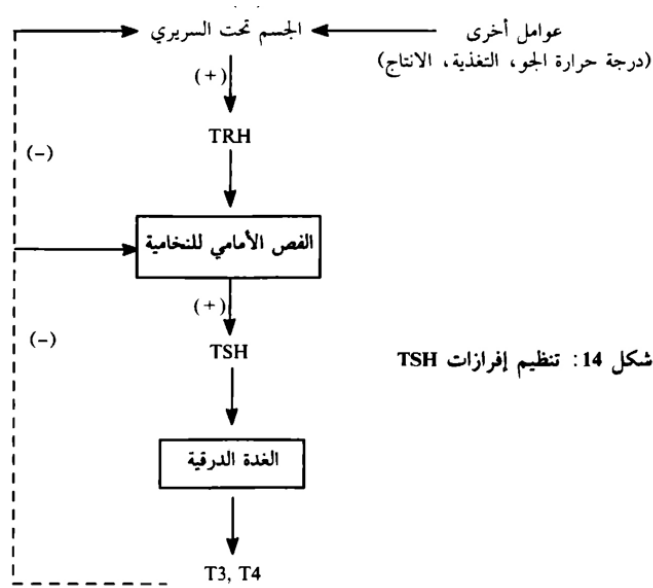 الجسم تحت السريري
عوامل أخرى
(درجة حرارة الجو، التغذية، الانتاج)
(+)
TRH
(−)
الفص الأمامي للنخامية
(+)
TSH
(−)
شكل 14: تنظيم إفرازات TSH
الغدة الدرقية
T3, T4